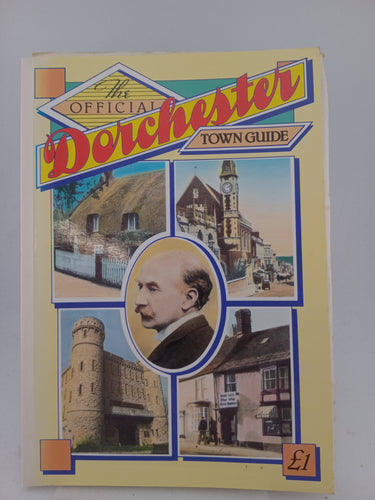 The
OFFICIAL
Dorchester
TOWN GUIDE
£1